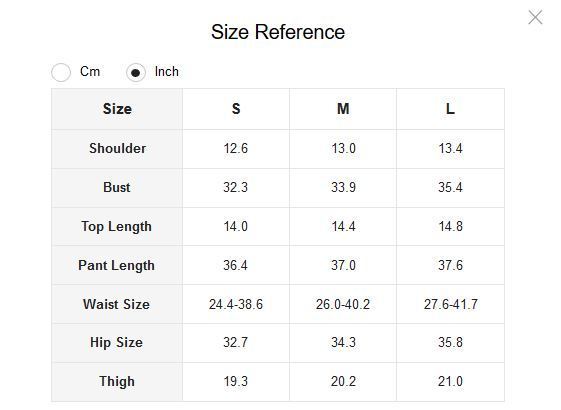 Size Reference
Cm Inch
Size S M L
Shoulder 12.6 13.0 13.4
Bust 32.3 33.9 35.4
Top Length 14.0 14.4 14.8
Pant Length 36.4 37.0 37.6
Waist Size 24.4-38.6 26.0-40.2 27.6-41.7
Hip Size 32.7 34.3 35.8
Thigh 19.3 20.2 21.0